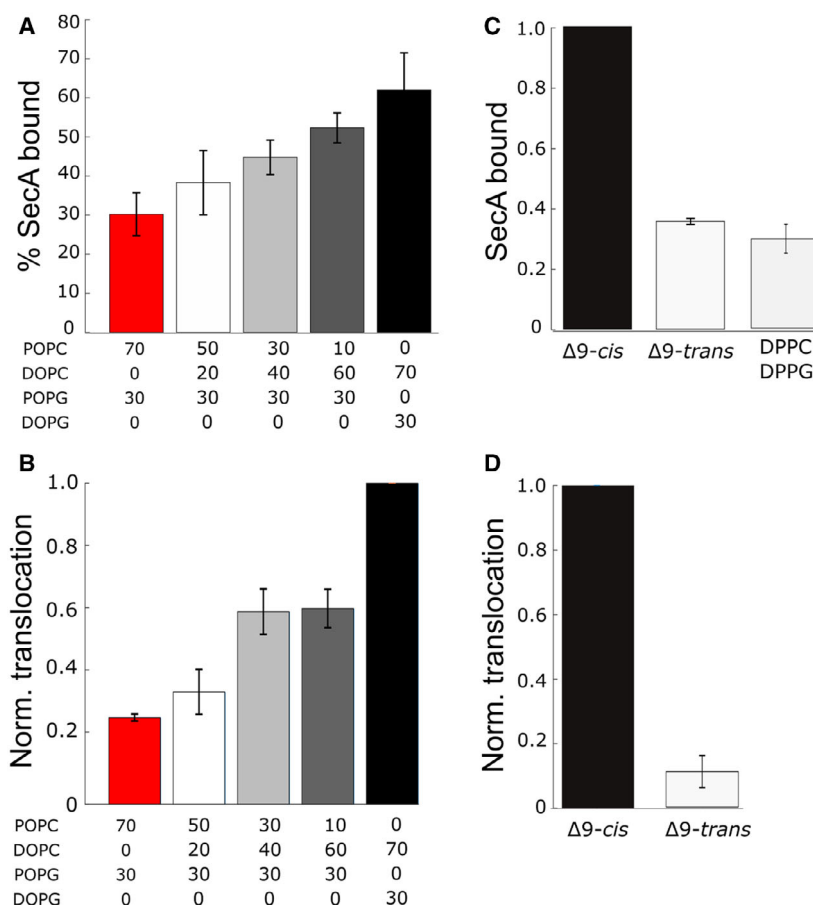 A
% SecA bound
80
70
60
50
40
30
20
10
0
POPC 70 50 30 10 0
DOPC 0 20 40 60 70
POPG 30 30 30 30 0
DOPG 0 0 0 0 30
C
SecA bound
1.0
0.8
0.6
0.4
0.2
0
Δ9-cis Δ9-trans DPPC
DPPG
B
Norm. translocation
1.0
0.8
0.6
0.4
0.2
0
POPC 70 50 30 10 0
DOPC 0 20 40 60 70
POPG 30 30 30 30 0
DOPG 0 0 0 0 30
D
Norm. translocation
1.0
0.8
0.6
0.4
0.2
0
Δ9-cis Δ9-trans